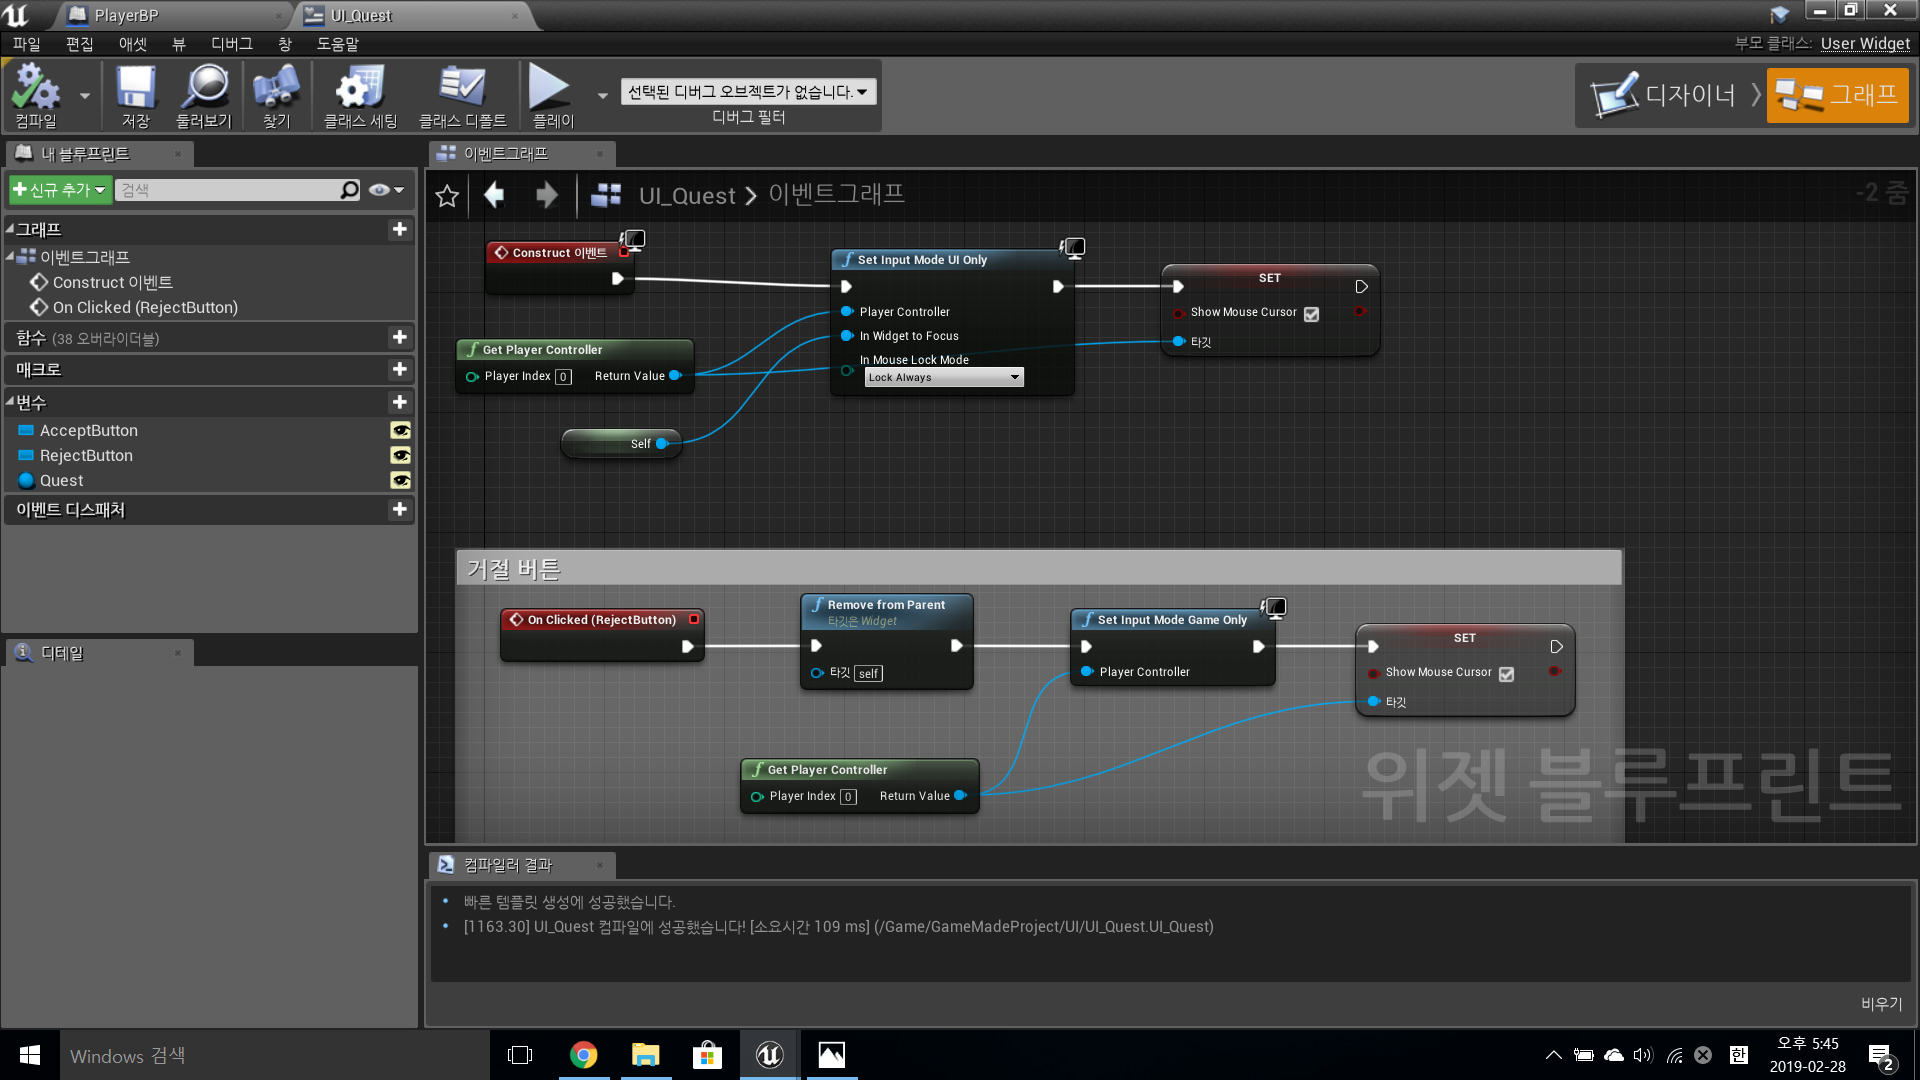 PlayerBP
UI_Quest
파일 편집 애셋 뷰 디버그 창 도움말
부모 클래스: User Widget
컴파일
저장
둘러보기
찾기
클래스 세팅
클래스 디폴트
플레이
선택된 디버그 오브젝트가 없습니다.
디버그 필터
디자이너
그래프
내 블루프린트
신규 추가
검색
그래프
이벤트그래프
Construct 이벤트
On Clicked (RejectButton)
함수 (38 오버라이더블)
매크로
변수
AcceptButton
RejectButton
Quest
이벤트 디스패처
디테일
이벤트그래프
UI_Quest > 이벤트그래프
-2 줌
Construct 이벤트
Set Input Mode UI Only
Player Controller
In Widget to Focus
In Mouse Lock Mode
Lock Always
SET
Show Mouse Cursor
타깃
Get Player Controller
Player Index 0 Return Value
Self
거절 버튼
On Clicked (RejectButton)
Remove from Parent
타깃은 Widget
타깃 self
Set Input Mode Game Only
Player Controller
SET
Show Mouse Cursor
타깃
Get Player Controller
Player Index 0 Return Value
위젯 블루프린트
컴파일러 결과
빠른 템플릿 생성에 성공했습니다.
[1163.30] UI_Quest 컴파일에 성공했습니다! [소요시간 109 ms] (/Game/GameMadeProject/UI/UI_Quest.UI_Quest)
비우기
Windows 검색
한
오후 5:45
2019-02-28
2